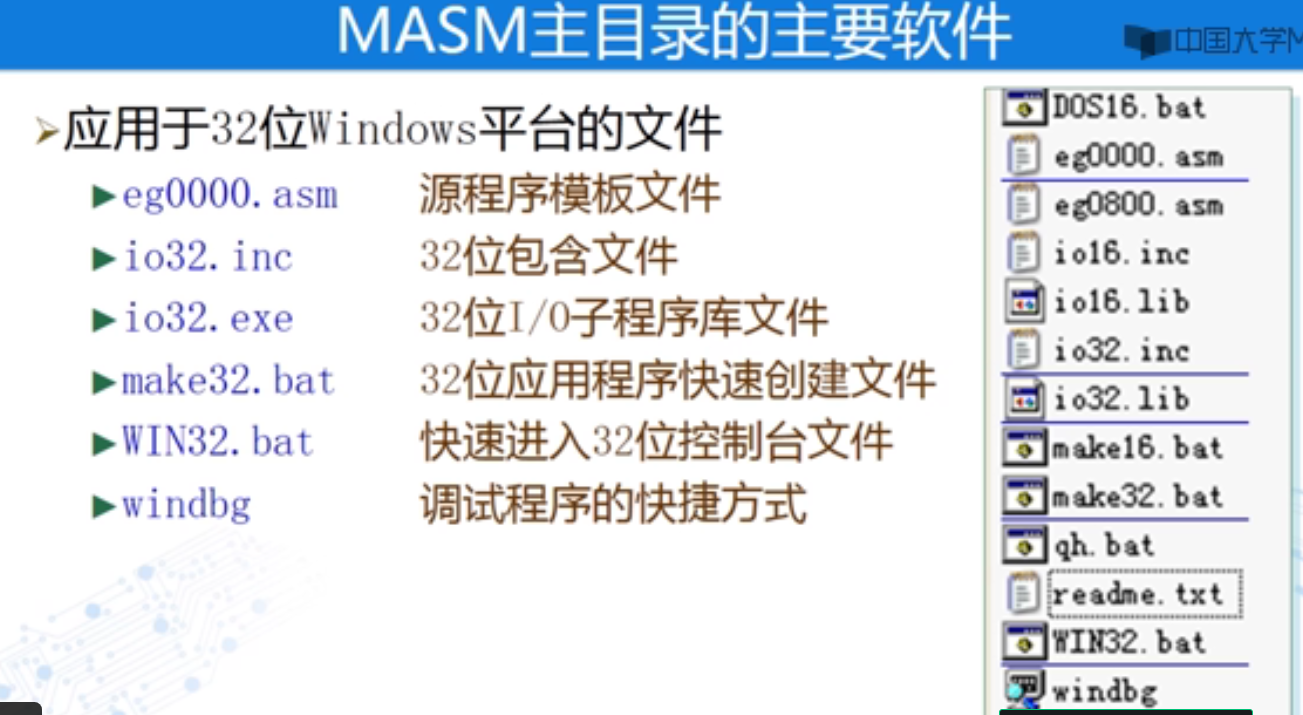 MASM主目录的主要软件
中国大学M
应用于32位Windows平台的文件
eg0000.asm 源程序模板文件
io32.inc 32位包含文件
io32.exe 32位I/O子程序库文件
make32.bat 32位应用程序快速创建文件
WIN32.bat 快速进入32位控制台文件
windbg 调试程序的快捷方式
DOS16.bat
eg0000.asm
eg0800.asm
io16.inc
io16.lib
io32.inc
io32.lib
make16.bat
make32.bat
qh.bat
readme.txt
WIN32.bat
windbg